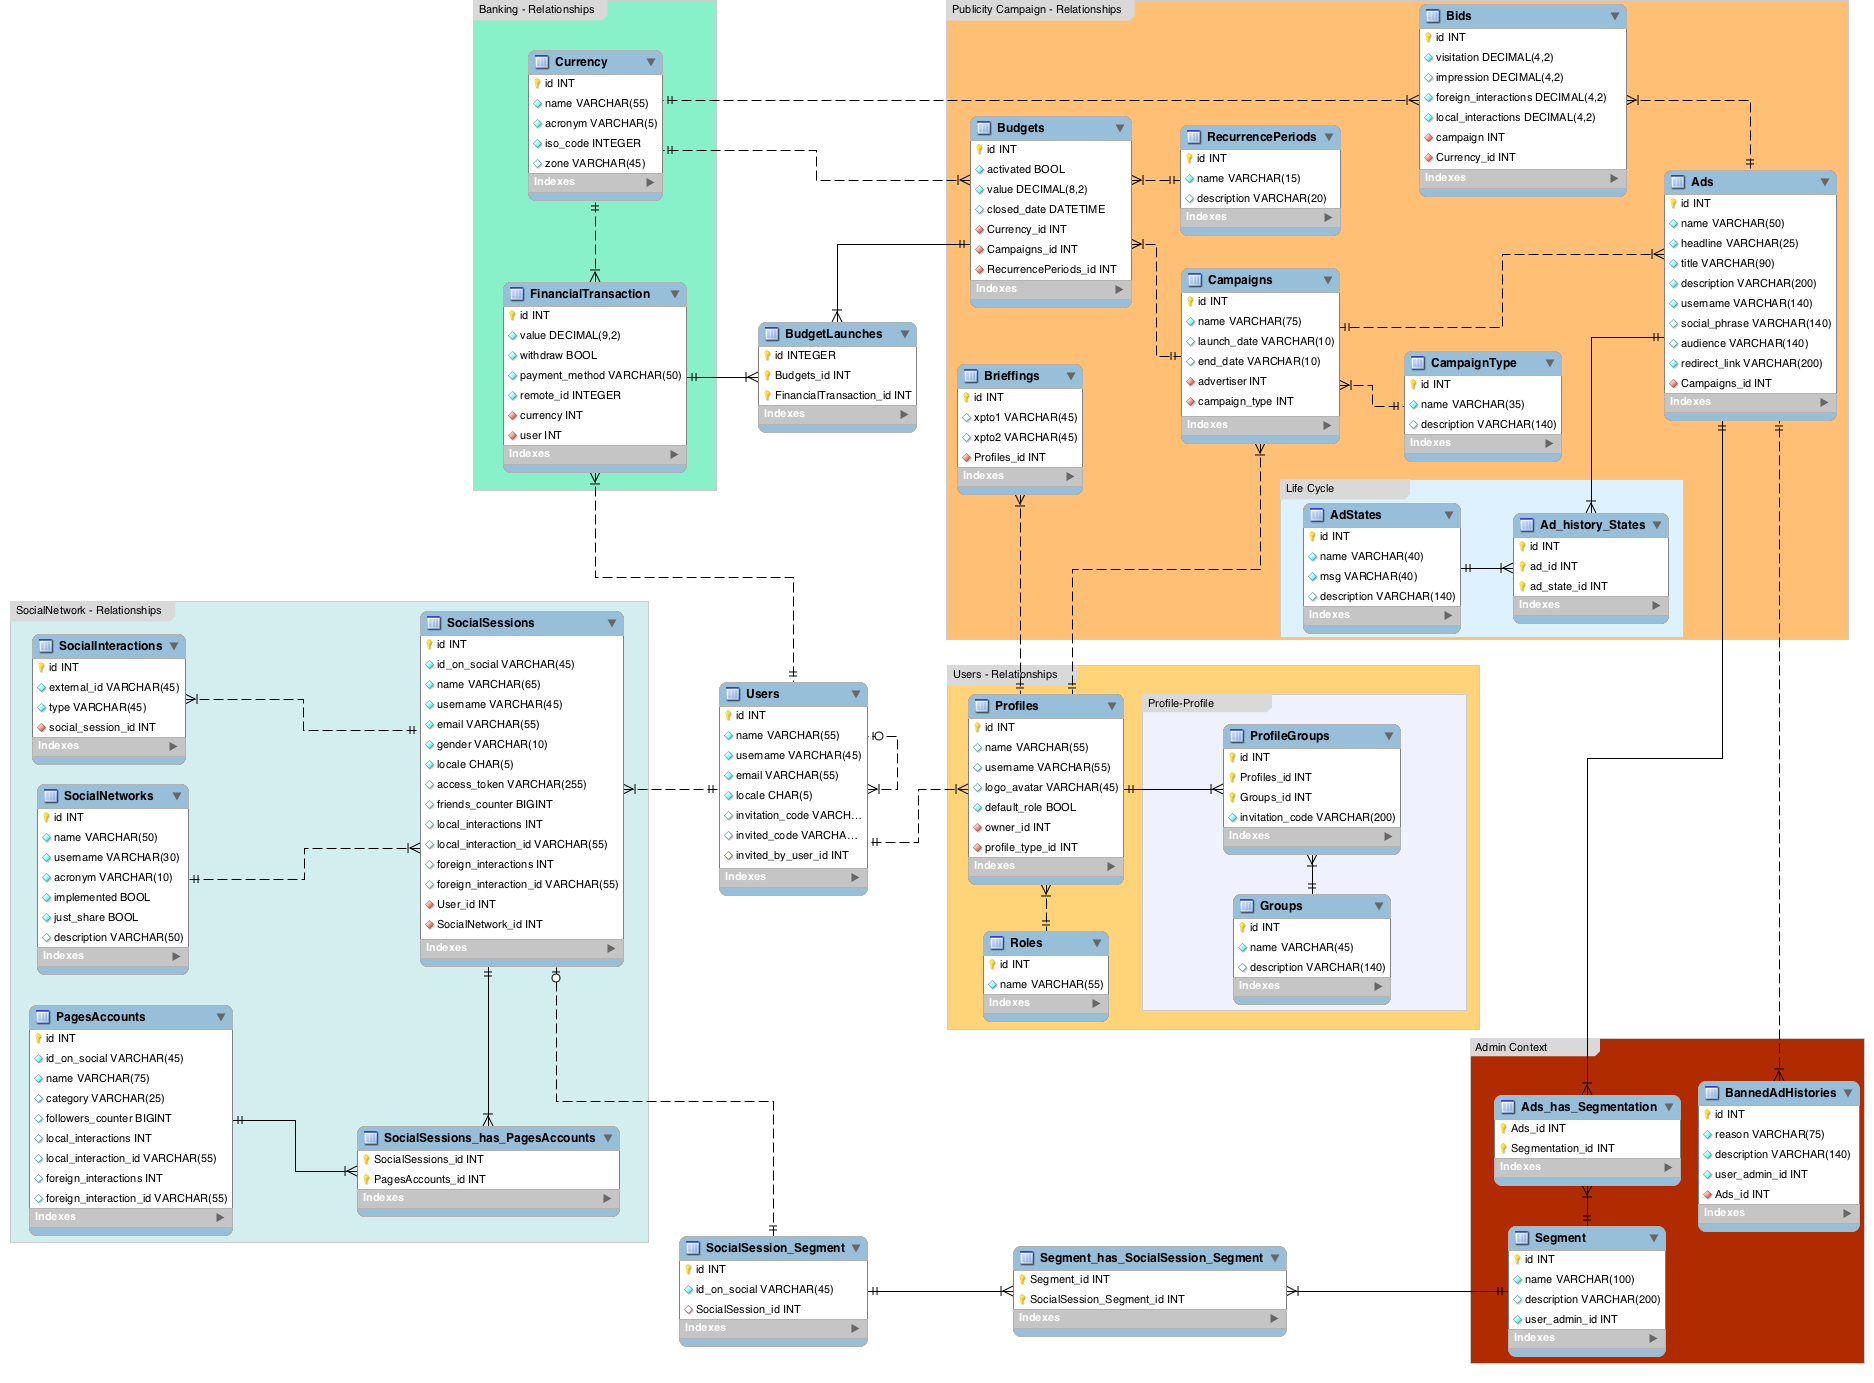 Banking - Relationships
Currency
id INT
name VARCHAR(55)
acronym VARCHAR(5)
iso_code INTEGER
zone VARCHAR(45)
Indexes
FinancialTransaction
id INT
value DECIMAL(9,2)
withdraw BOOL
payment_method VARCHAR(50)
remote_id INTEGER
currency INT
user INT
Indexes
BudgetLaunches
id INTEGER
Budgets_id INT
FinancialTransaction_id INT
Indexes
Publicity Campaign - Relationships
Bids
id INT
visitation DECIMAL(4,2)
impression DECIMAL(4,2)
foreign_interactions DECIMAL(4,2)
local_interactions DECIMAL(4,2)
campaign INT
Currency_id INT
Indexes
Budgets
id INT
activated BOOL
value DECIMAL(8,2)
closed_date DATETIME
Currency_id INT
Campaigns_id INT
RecurrencePeriods_id INT
Indexes
RecurrencePeriods
id INT
name VARCHAR(15)
description VARCHAR(20)
Indexes
Ads
id INT
name VARCHAR(50)
headline VARCHAR(25)
title VARCHAR(90)
description VARCHAR(200)
username VARCHAR(140)
social_phrase VARCHAR(140)
audience VARCHAR(140)
redirect_link VARCHAR(200)
Campaigns_id INT
Indexes
Campaigns
id INT
name VARCHAR(75)
launch_date VARCHAR(10)
end_date VARCHAR(10)
advertiser INT
campaign_type INT
Indexes
CampaignType
id INT
name VARCHAR(35)
description VARCHAR(140)
Indexes
Brieffings
id INT
xpto1 VARCHAR(45)
xpto2 VARCHAR(45)
Profiles_id INT
Indexes
Life Cycle
AdStates
id INT
name VARCHAR(40)
msg VARCHAR(40)
description VARCHAR(140)
Indexes
Ad_history_States
id INT
ad_id INT
ad_state_id INT
Indexes
SocialNetwork - Relationships
SocialInteractions
id INT
external_id VARCHAR(45)
type VARCHAR(45)
social_session_id INT
Indexes
SocialNetworks
id INT
name VARCHAR(50)
username VARCHAR(30)
acronym VARCHAR(10)
implemented BOOL
just_share BOOL
description VARCHAR(50)
Indexes
SocialSessions
id INT
id_on_social VARCHAR(45)
name VARCHAR(65)
username VARCHAR(45)
email VARCHAR(55)
gender VARCHAR(10)
locale CHAR(5)
access_token VARCHAR(255)
friends_counter BIGINT
local_interactions INT
local_interaction_id VARCHAR(55)
foreign_interactions INT
foreign_interaction_id VARCHAR(55)
User_id INT
SocialNetwork_id INT
Indexes
PagesAccounts
id INT
id_on_social VARCHAR(45)
name VARCHAR(75)
category VARCHAR(25)
followers_counter BIGINT
local_interactions INT
local_interaction_id VARCHAR(55)
foreign_interactions INT
foreign_interaction_id VARCHAR(55)
Indexes
SocialSessions_has_PagesAccounts
SocialSessions_id INT
PagesAccounts_id INT
Indexes
Users
id INT
name VARCHAR(55)
username VARCHAR(45)
email VARCHAR(55)
locale CHAR(5)
invitation_code VARCH...
invited_code VARCHA...
invited_by_user_id INT
Indexes
Users - Relationships
Profiles
id INT
name VARCHAR(55)
username VARCHAR(55)
logo_avatar VARCHAR(45)
default_role BOOL
owner_id INT
profile_type_id INT
Indexes
Roles
id INT
name VARCHAR(55)
Indexes
Profile-Profile
ProfileGroups
id INT
Profiles_id INT
Groups_id INT
invitation_code VARCHAR(200)
Indexes
Groups
id INT
name VARCHAR(45)
description VARCHAR(140)
Indexes
Admin Context
Ads_has_Segmentation
Ads_id INT
Segmentation_id INT
Indexes
BannedAdHistories
id INT
reason VARCHAR(75)
description VARCHAR(140)
user_admin_id INT
Ads_id INT
Indexes
Segment
id INT
name VARCHAR(100)
description VARCHAR(200)
user_admin_id INT
Indexes
SocialSession_Segment
id INT
id_on_social VARCHAR(45)
SocialSession_id INT
Indexes
Segment_has_SocialSession_Segment
Segment_id INT
SocialSession_Segment_id INT
Indexes